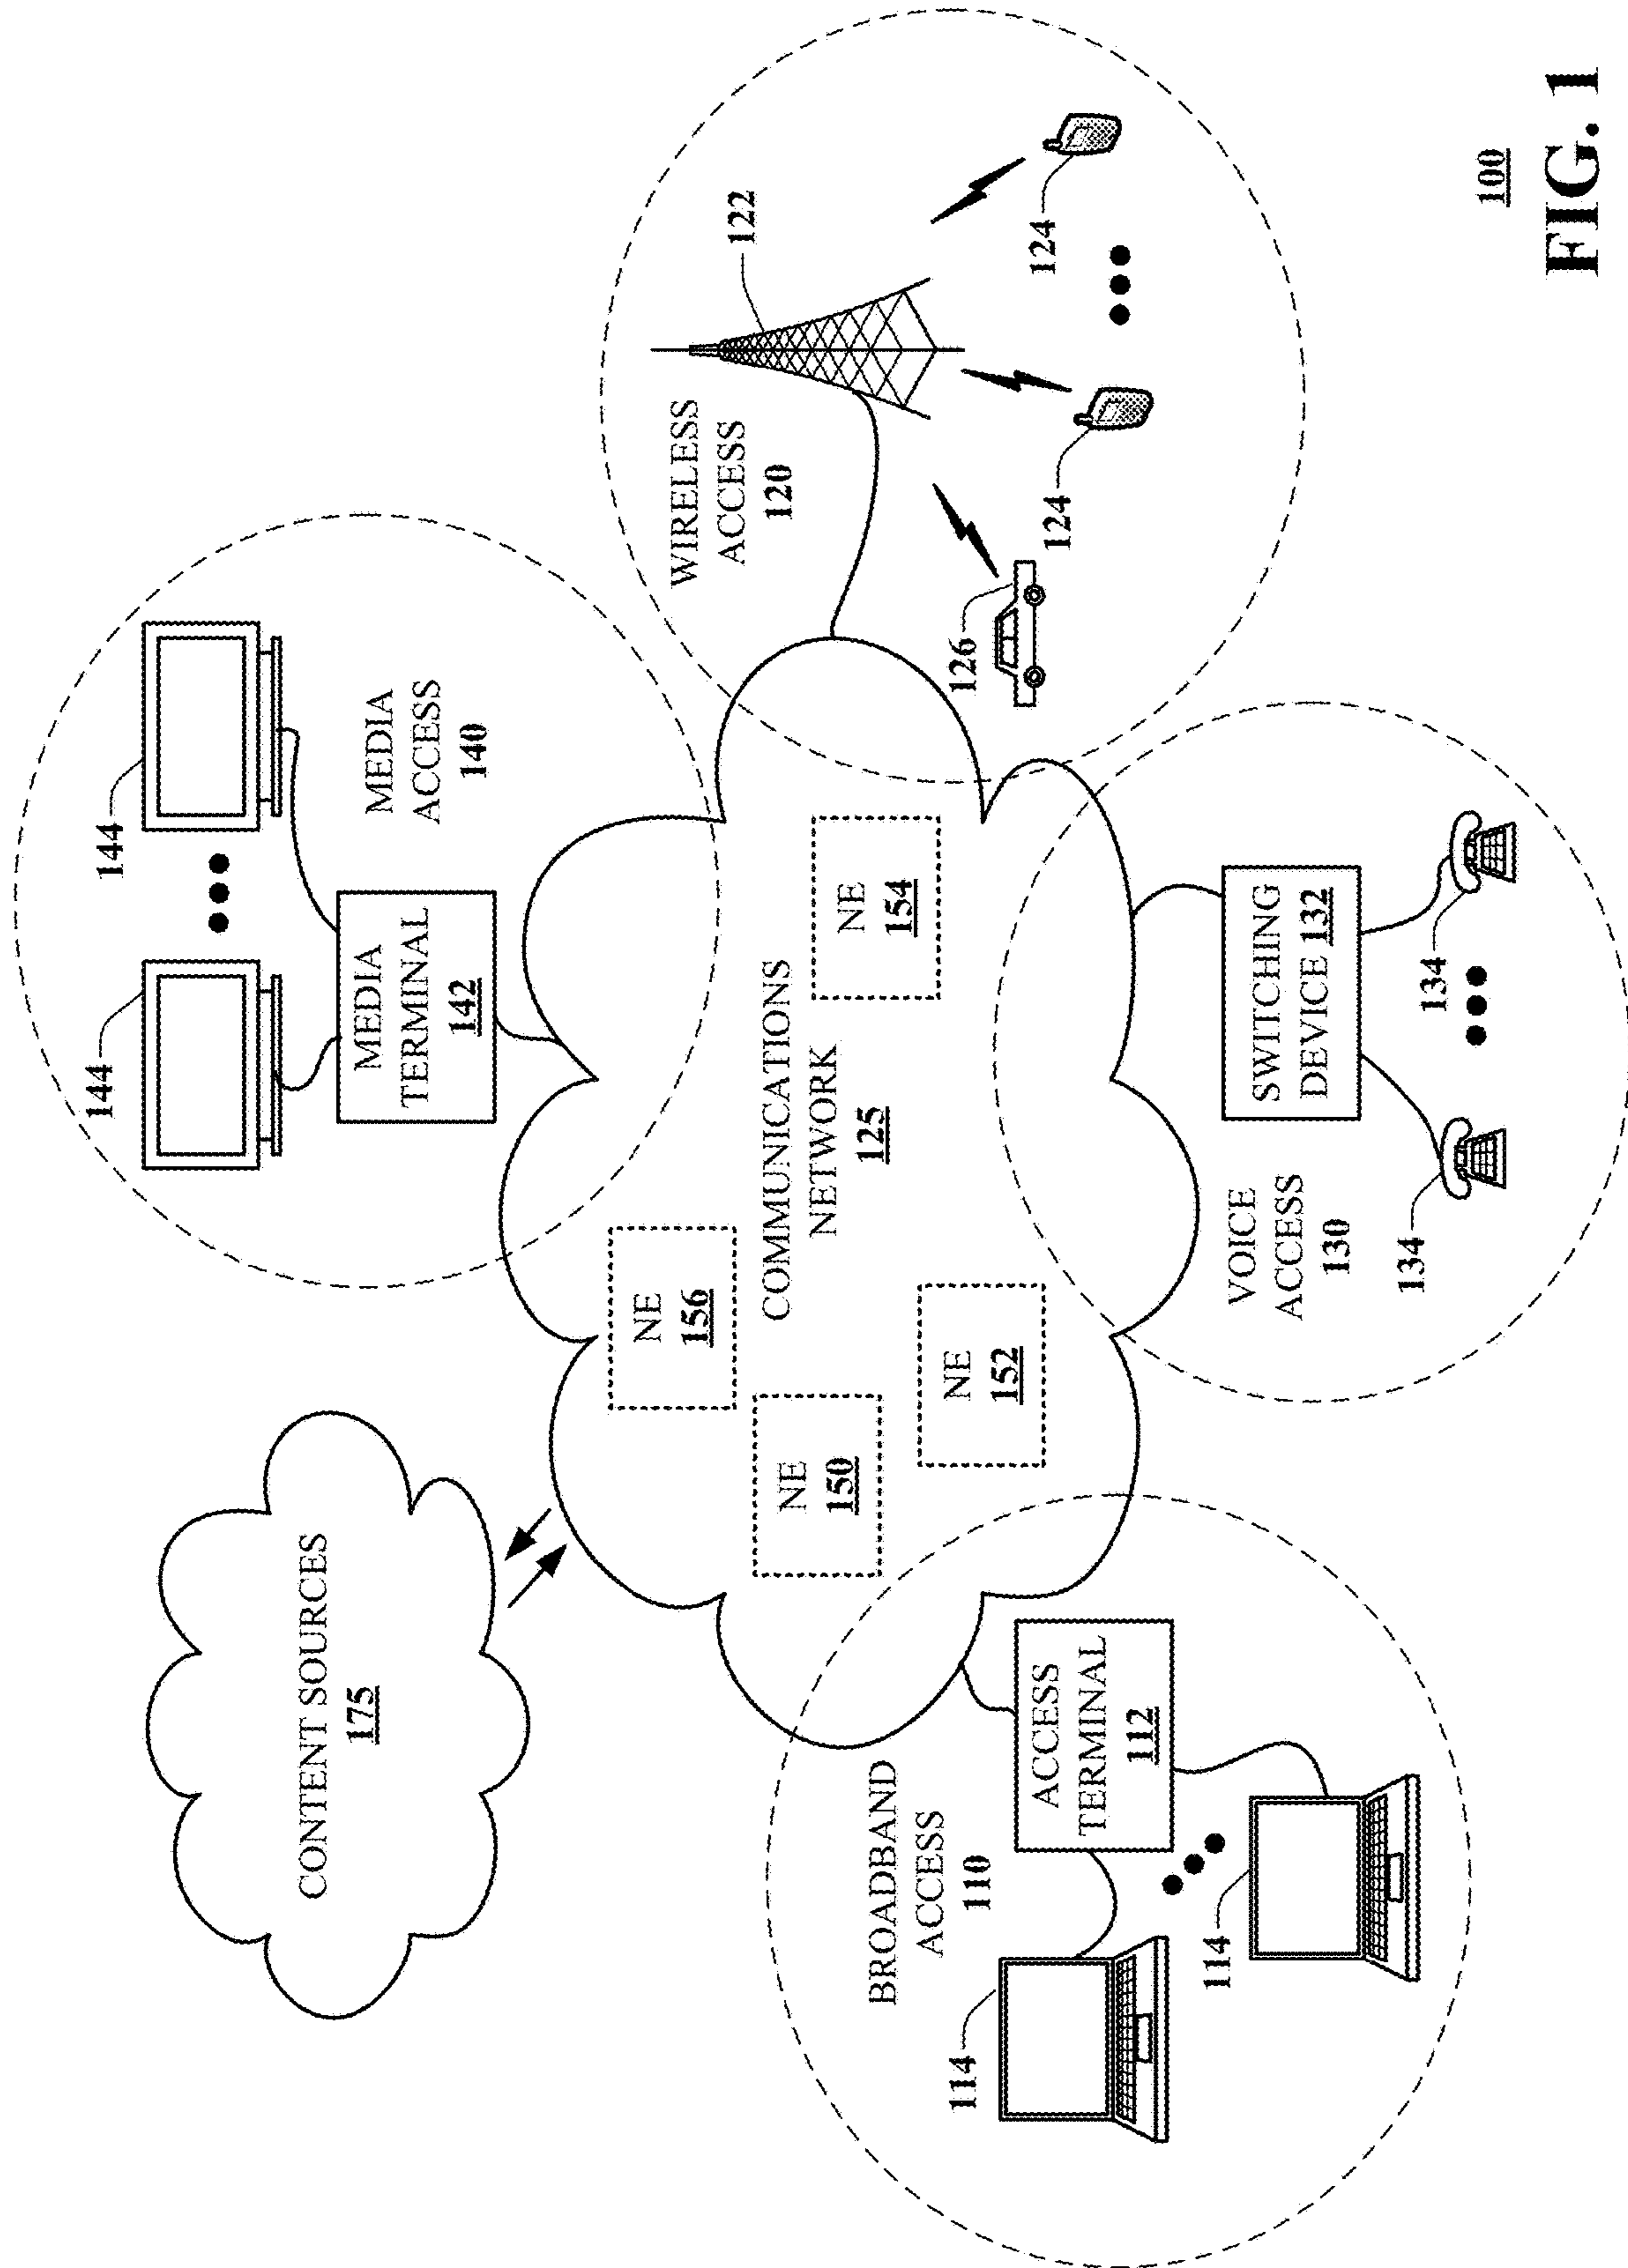 CONTENT SOURCES
175
144
144
MEDIA
TERMINAL
142
MEDIA
ACCESS
140
NE
156
NE
150
COMMUNICATIONS
NETWORK
125
NE
154
NE
152
WIRELESS
ACCESS
120
122
124
124
126
BROADBAND
ACCESS
110
ACCESS
TERMINAL
112
114
114
VOICE
ACCESS
130
SWITCHING
DEVICE 132
134
134
100
FIG. 1